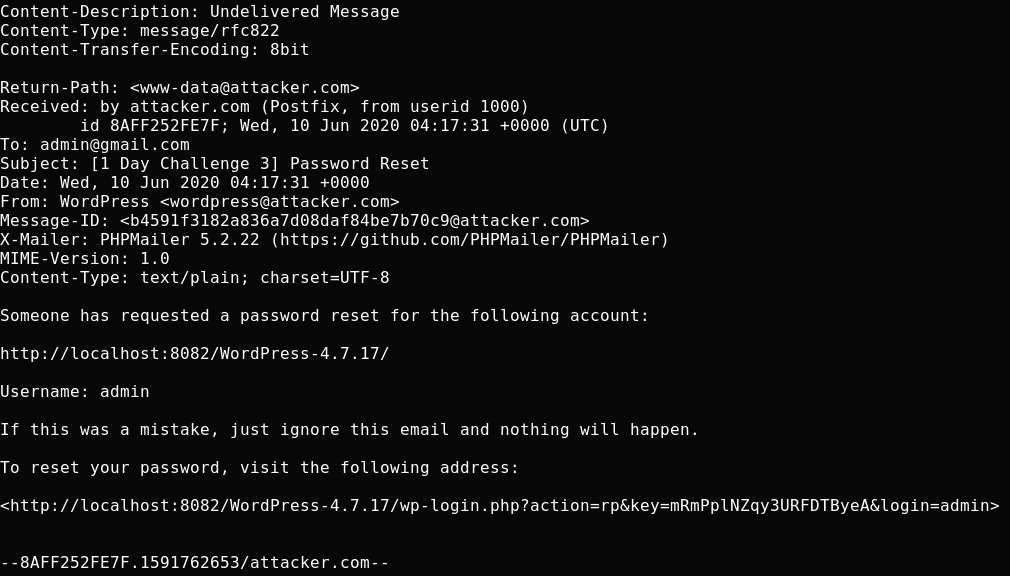 Content-Description: Undelivered Message
Content-Type: message/rfc822
Content-Transfer-Encoding: 8bit
Return-Path: <www-data@attacker.com>
Received: by attacker.com (Postfix, from userid 1000)
id 8AFF252FE7F; Wed, 10 Jun 2020 04:17:31 +0000 (UTC)
To: admin@gmail.com
Subject: [1 Day Challenge 3] Password Reset
Date: Wed, 10 Jun 2020 04:17:31 +0000
From: WordPress <wordpress@attacker.com>
Message-ID: <b4591f3182a836a7d08daf84be7b70c9@attacker.com>
X-Mailer: PHPMailer 5.2.22 (https://github.com/PHPMailer/PHPMailer)
MIME-Version: 1.0
Content-Type: text/plain; charset=UTF-8
Someone has requested a password reset for the following account:
http://localhost:8082/WordPress-4.7.17/
Username: admin
If this was a mistake, just ignore this email and nothing will happen.
To reset your password, visit the following address:
<http://localhost:8082/WordPress-4.7.17/wp-login.php?action=rp&key=mRmPplNZqy3URFDTByeA&login=admin>
--8AFF252FE7F.1591762653/attacker.com--